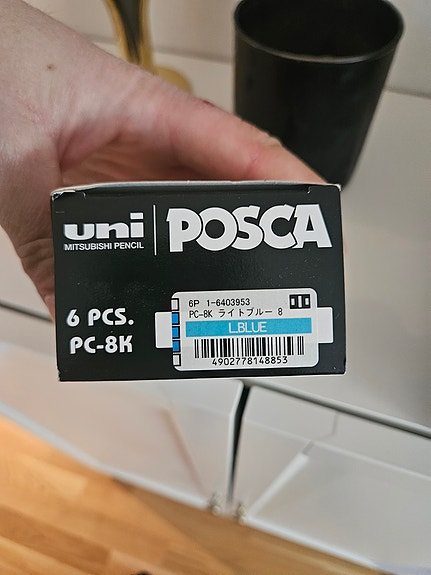 uni POSCA
MITSUBISHI PENCIL
6 PCS.
PC-8K
6P 1-6403953
PC-8K ライトブルー 8
L.BLUE
4902778148853